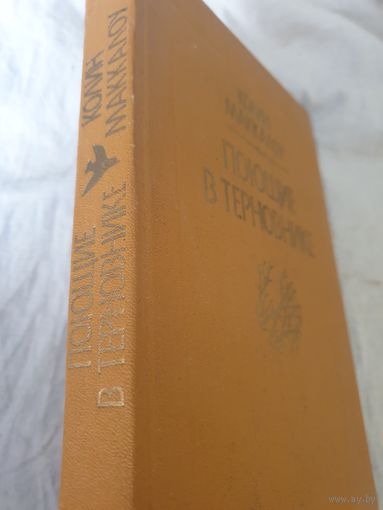 КОЛИН
МАККАЛОУ
ПОЮЩИЕ
В ТЕРНОВНИКЕ
КОЛИН
МАККАЛОУ
ПОЮЩИЕ
В ТЕРНОВНИКЕ
www.ay.by